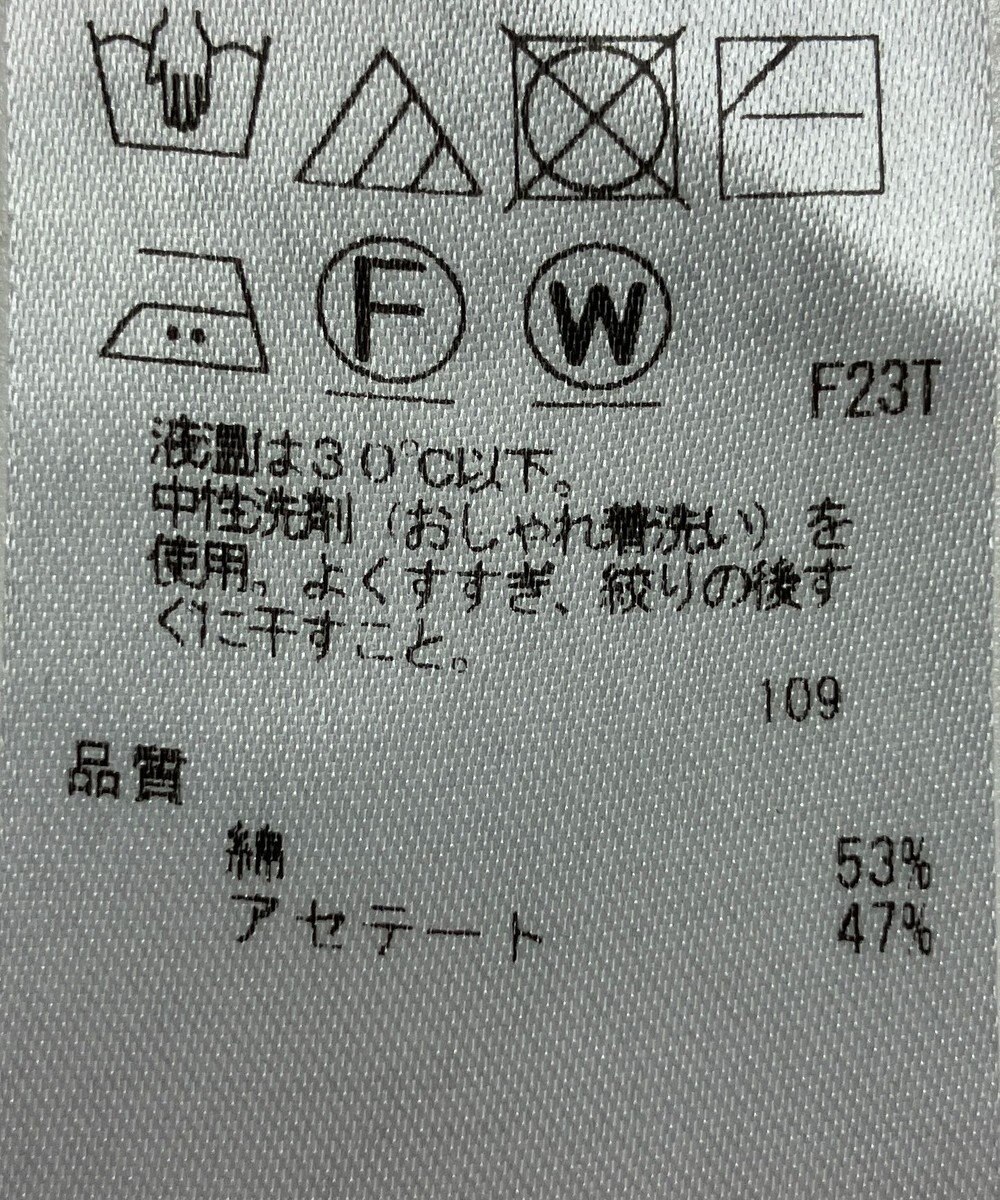 F
W
F23T
液温は30℃以下。
中性洗剤（おしゃれ着洗い）を
使用。よくすすぎ、絞りの後す
ぐに干すこと。
109
品質
綿 53%
アセテート 47%